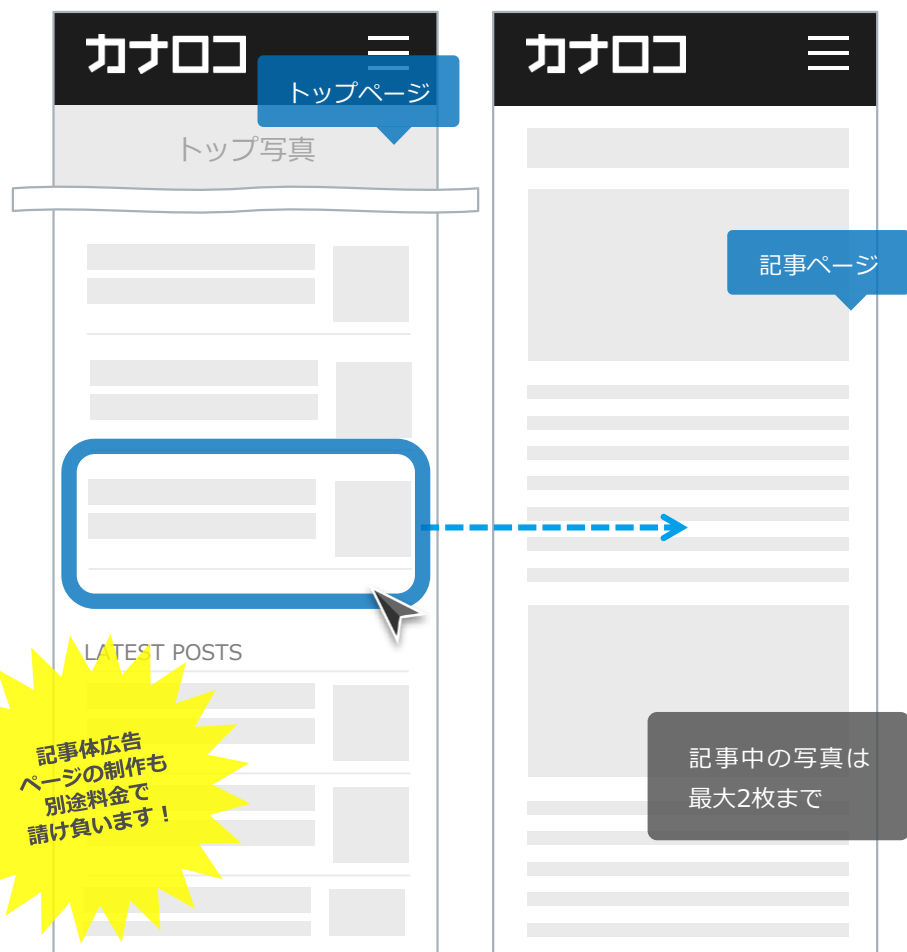 カナロコ
トップページ
トップ写真
LATEST POSTS
記事体広告
ページの制作も
別途料金で
請け負います！
カナロコ
記事ページ
記事中の写真は
最大2枚まで